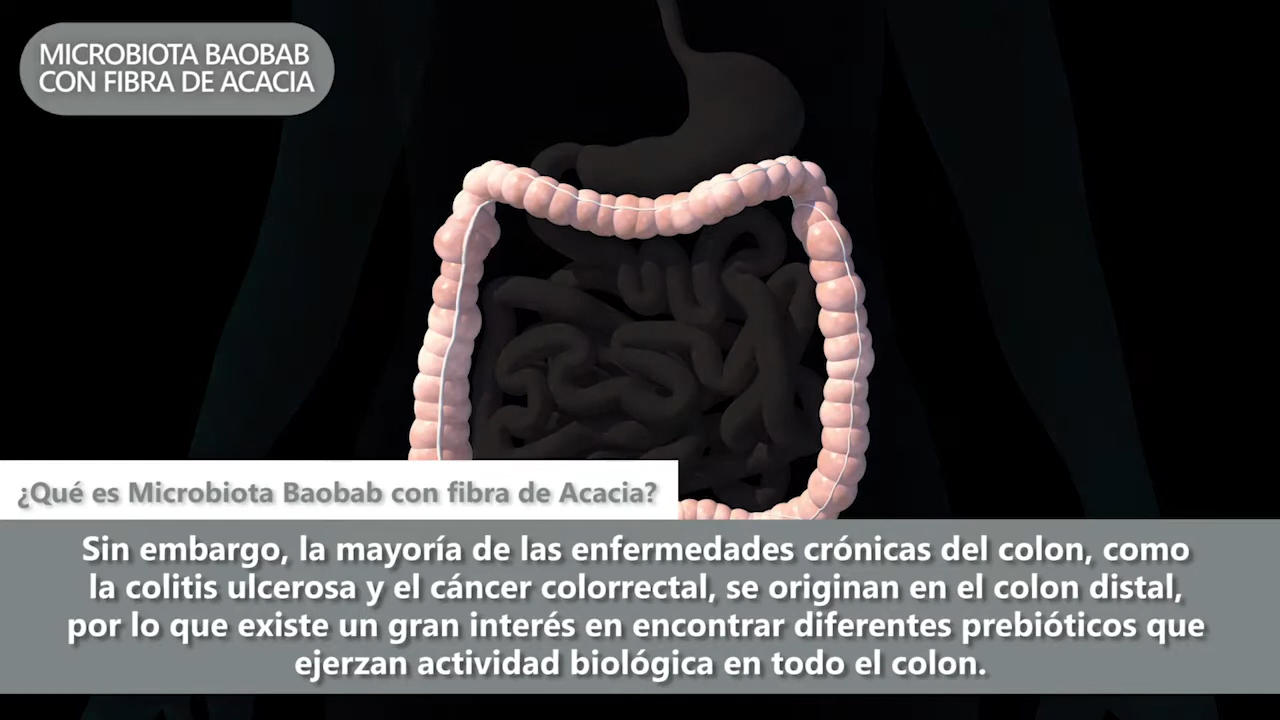 MICROBIOTA BAOBAB
CON FIBRA DE ACACIA
¿Qué es Microbiota Baobab con fibra de Acacia?
Sin embargo, la mayoría de las enfermedades crónicas del colon, como
la colitis ulcerosa y el cáncer colorrectal, se originan en el colon distal,
por lo que existe un gran interés en encontrar diferentes prebióticos que
ejerzan actividad biológica en todo el colon.